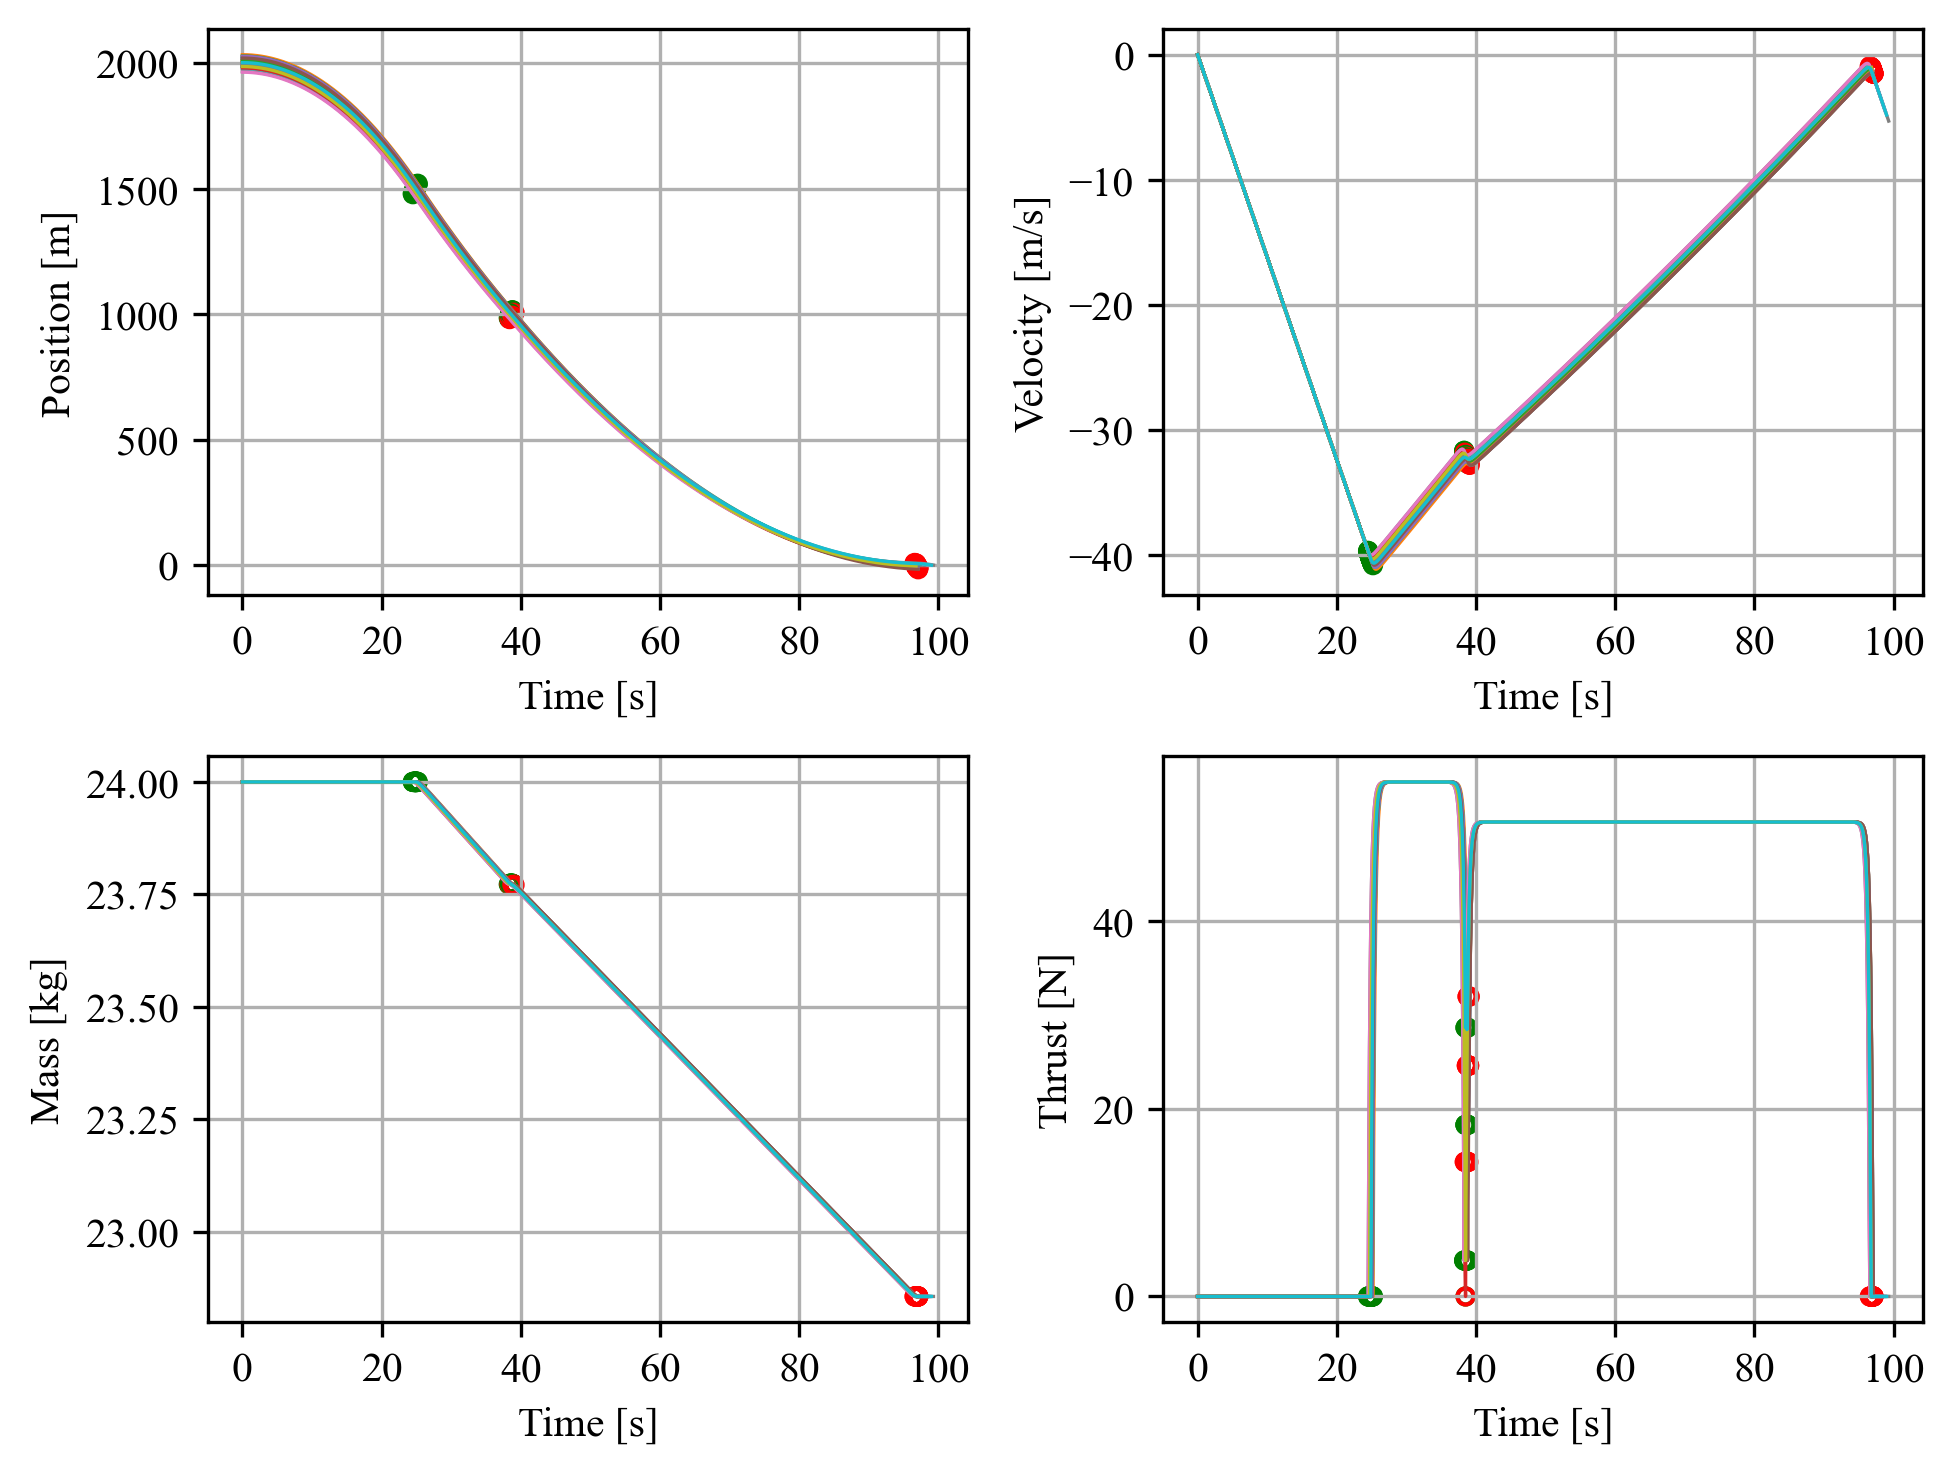 2000
1500
1000
500
0
Position [m]
0 20 40 60 80 100
Time [s]
0
−10
−20
−30
−40
Velocity [m/s]
0 20 40 60 80 100
Time [s]
24.00
23.75
23.50
23.25
23.00
Mass [kg]
0 20 40 60 80 100
Time [s]
40
20
0
Thrust [N]
0 20 40 60 80 100
Time [s]